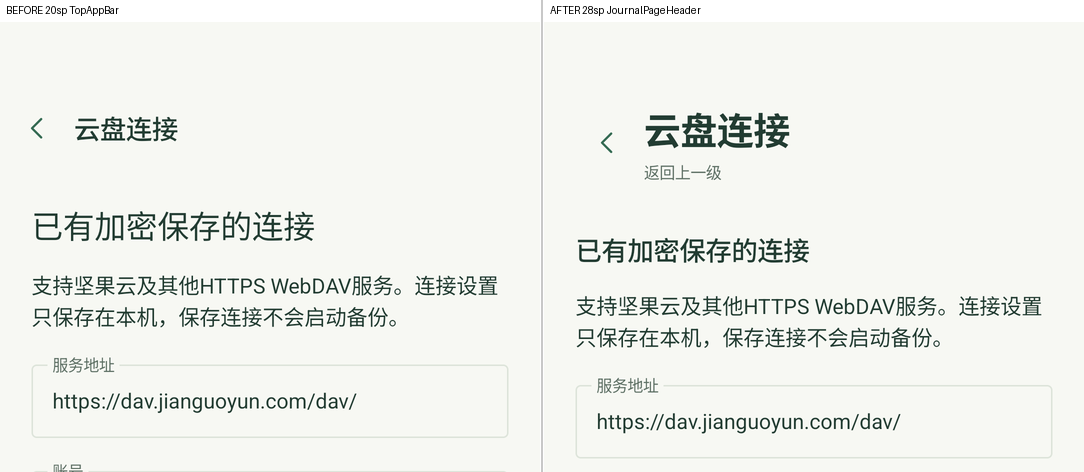 BEFORE 20sp TopAppBar
云盘连接
已有加密保存的连接
支持坚果云及其他HTTPS WebDAV服务。连接设置
只保存在本机，保存连接不会启动备份。
服务地址
https://dav.jianguoyun.com/dav/
账号
AFTER 28sp JournalPageHeader
云盘连接
返回上一级
已有加密保存的连接
支持坚果云及其他HTTPS WebDAV服务。连接设置
只保存在本机，保存连接不会启动备份。
服务地址
https://dav.jianguoyun.com/dav/